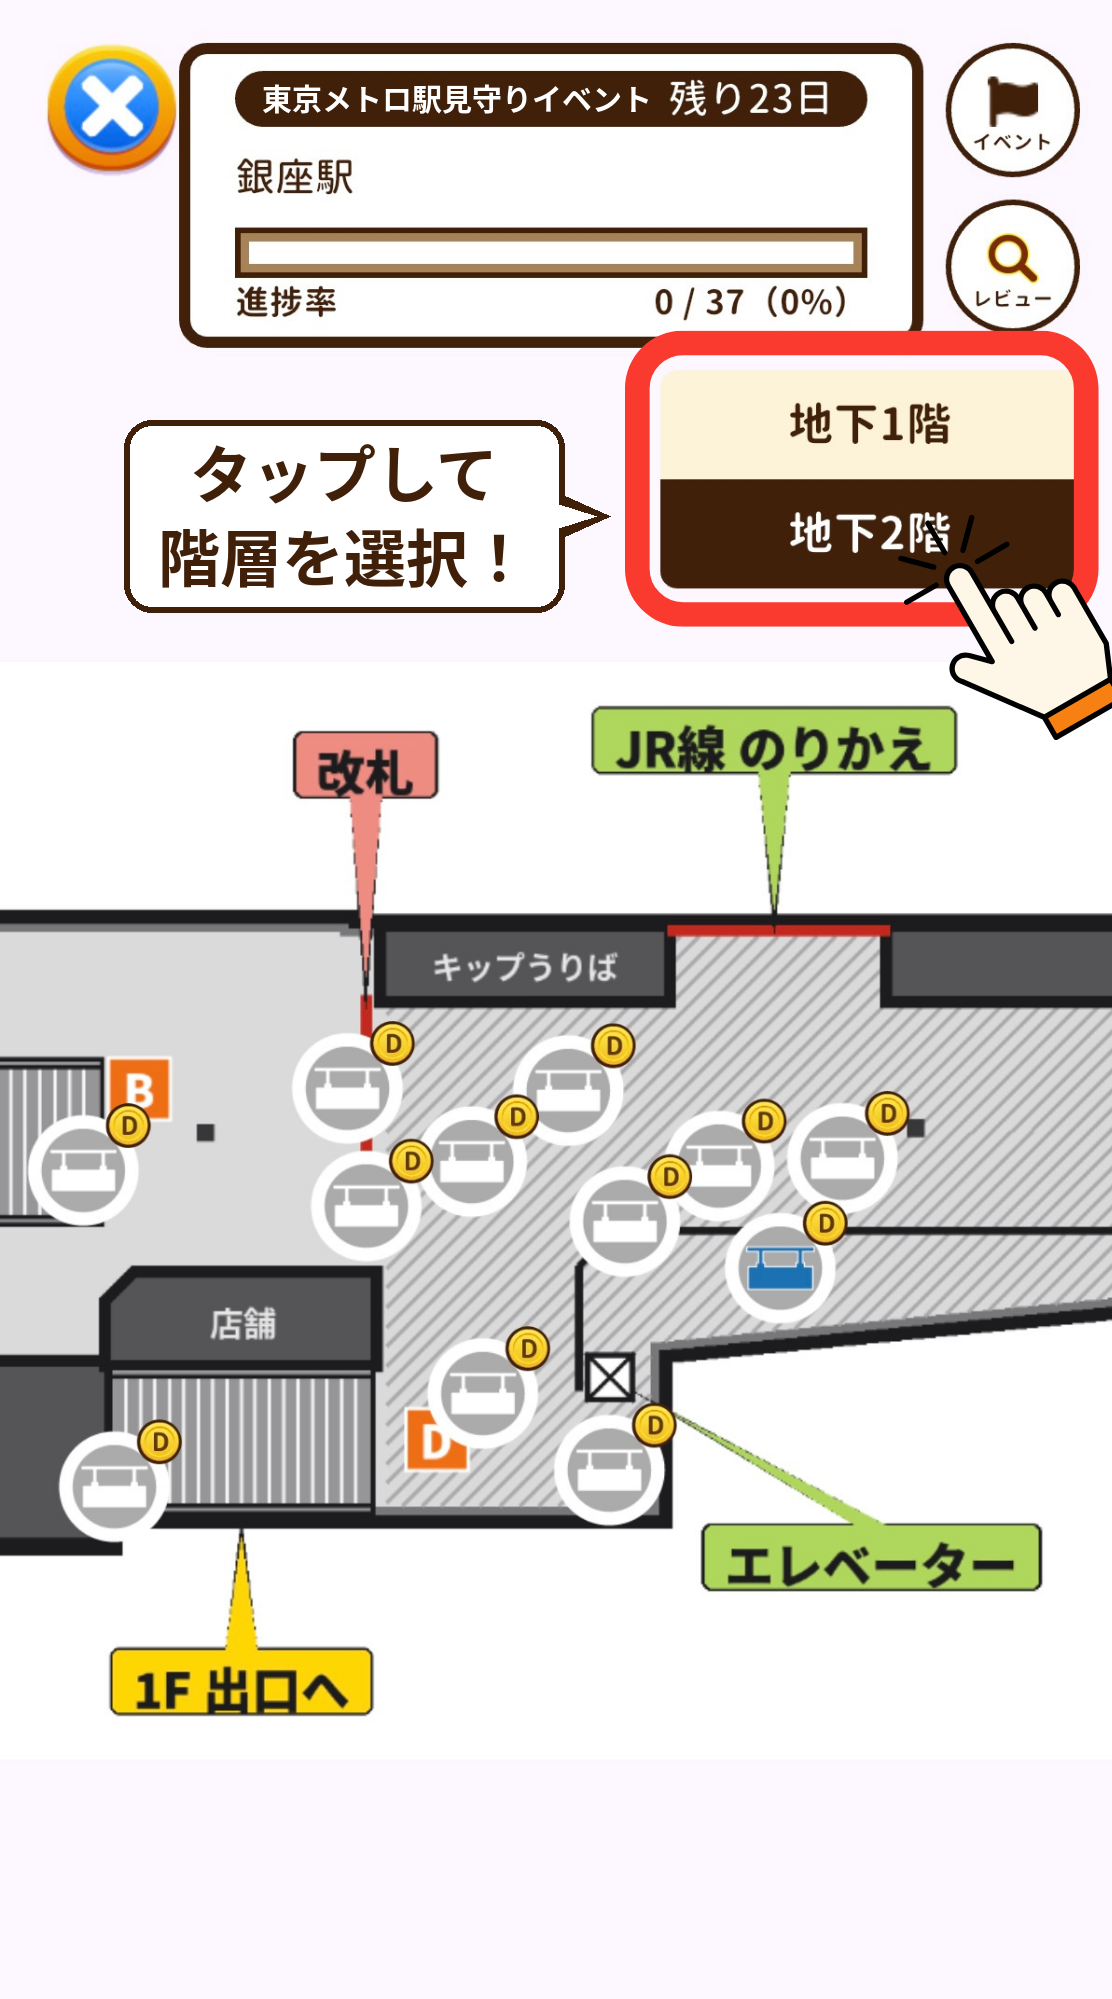 東京メトロ駅見守りイベント 残り23日
イベント
銀座駅
レビュー
進捗率 0 / 37（0%）
地下1階
タップして
階層を選択！
地下2階
改札
JR線 のりかえ
キップうりば
D
D
B
D
D
D
D
D
D
D
店舗
D
D
D
D
エレベーター
1F 出口へ